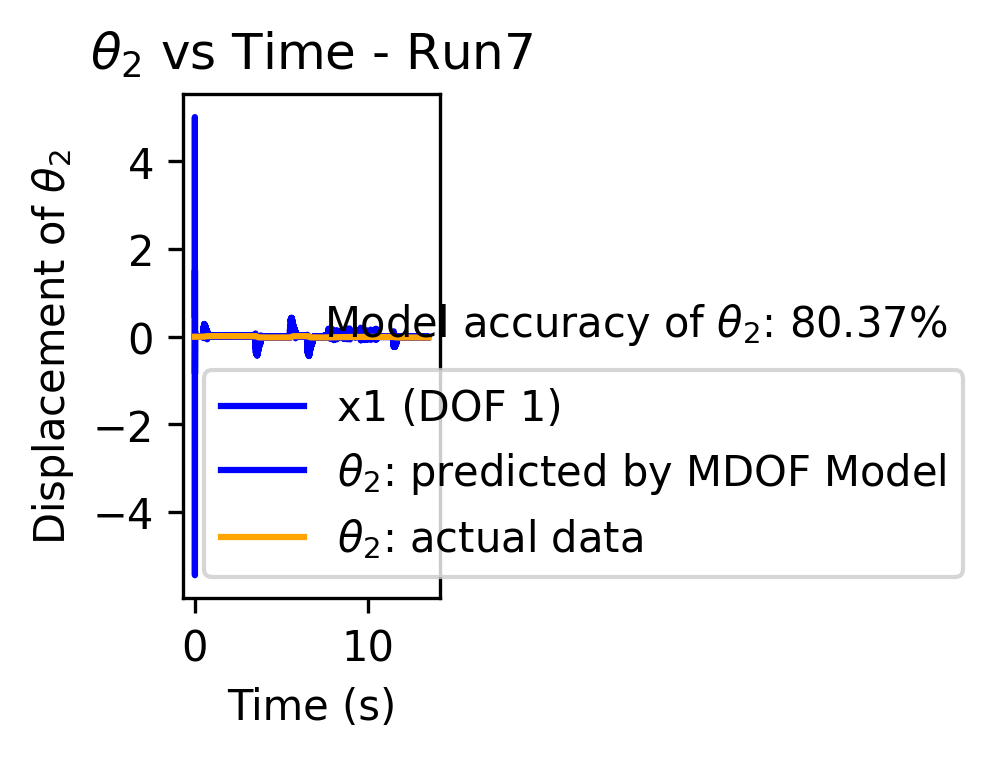 θ₂ vs Time - Run7
Displacement of θ₂
4
2
0
−2
−4
Model accuracy of θ₂: 80.37%
x1 (DOF 1)
θ₂: predicted by MDOF Model
θ₂: actual data
0 10
Time (s)